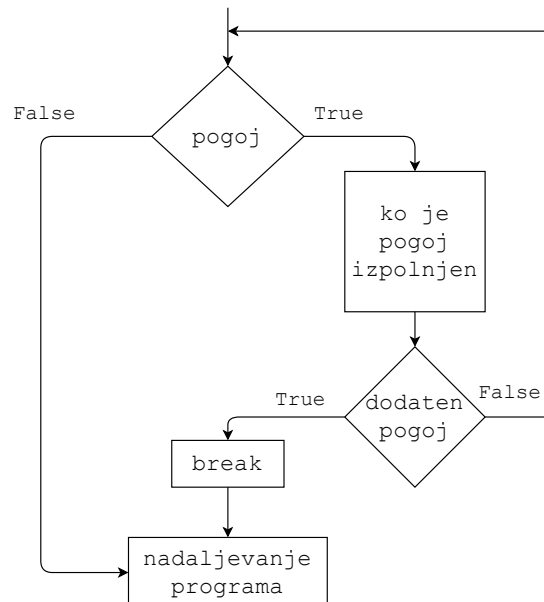 False
True
pogoj
ko je
pogoj
izpolnjen
True
False
dodaten
pogoj
break
nadaljevanje
programa